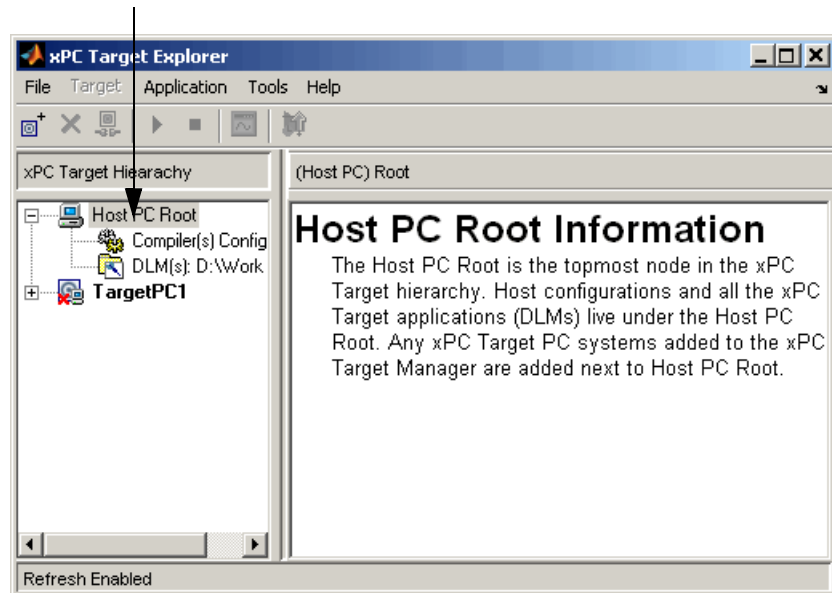 xPC Target Explorer
File Target Application Tools Help
xPC Target Hiearachy
(Host PC) Root
Host PC Root
Compiler(s) Config
DLM(s): D:\Work
TargetPC1
Host PC Root Information
The Host PC Root is the topmost node in the xPC
Target hierarchy. Host configurations and all the xPC
Target applications (DLMs) live under the Host PC
Root. Any xPC Target PC systems added to the xPC
Target Manager are added next to Host PC Root.
Refresh Enabled